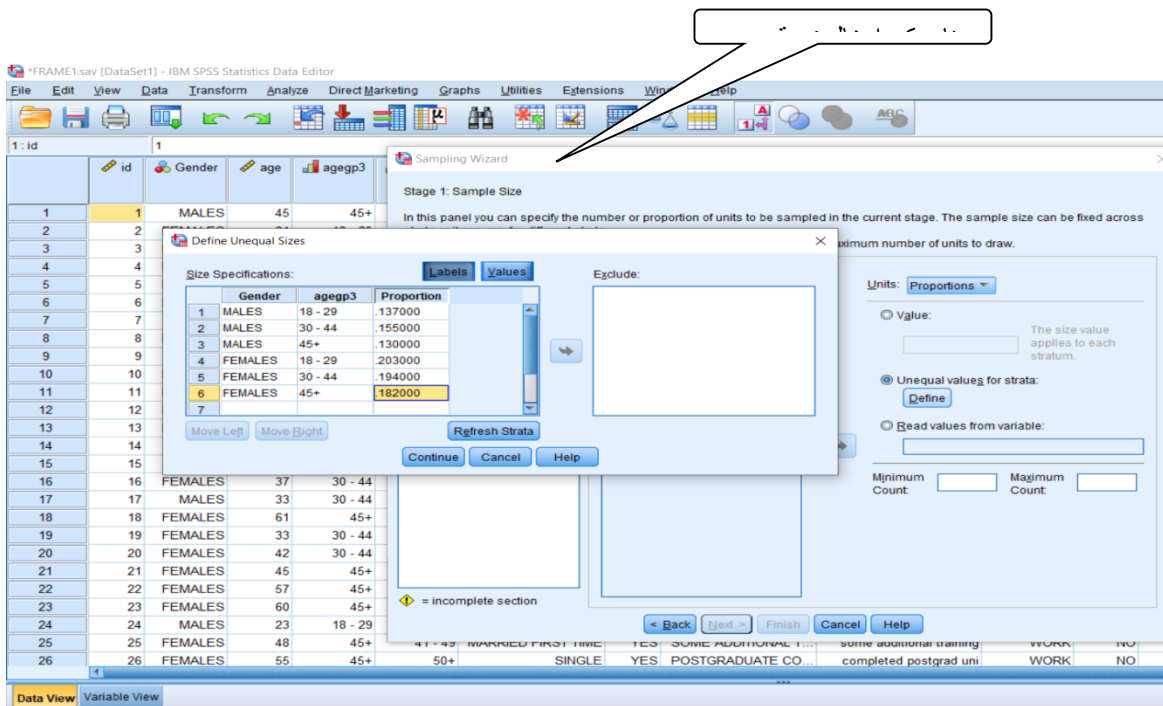 *FRAME1.sav [DataSet1] - IBM SPSS Statistics Data Editor
File Edit View Data Transform Analyze Direct Marketing Graphs Utilities Extensions Window Help
1 : id 1
id Gender age agegp3
1 1 MALES 45 45+
2 2
3 3
4 4
5 5
6 6
7 7
8 8
9 9
10 10
11 11
12 12
13 13
14 14
15 15
16 16 FEMALES 37 30 - 44
17 17 MALES 33 30 - 44
18 18 FEMALES 61 45+
19 19 FEMALES 33 30 - 44
20 20 FEMALES 42 30 - 44
21 21 FEMALES 45 45+
22 22 FEMALES 57 45+
23 23 FEMALES 60 45+
24 24 MALES 23 18 - 29
25 25 FEMALES 48 45+ 41 - 49 MARRIED FIRST TIME YES SOME ADDITIONAL T... some additional training WORK NO
26 26 FEMALES 55 45+ 50+ SINGLE YES POSTGRADUATE CO... completed postgrad uni WORK NO
Data View Variable View
Sampling Wizard
Stage 1: Sample Size
In this panel you can specify the number or proportion of units to be sampled in the current stage. The sample size can be fixed across
maximum number of units to draw.
Units: Proportions
Value:
The size value
applies to each
stratum.
Unequal values for strata:
Define
Read values from variable:
Minimum Count: Maximum Count:
= incomplete section
< Back Next > Finish Cancel Help
Define Unequal Sizes
Size Specifications: Labels Values Exclude:
Gender agegp3 Proportion
1 MALES 18 - 29 .137000
2 MALES 30 - 44 .155000
3 MALES 45+ .130000
4 FEMALES 18 - 29 .203000
5 FEMALES 30 - 44 .194000
6 FEMALES 45+ .182000
7
Move Left Move Right Refresh Strata
Continue Cancel Help